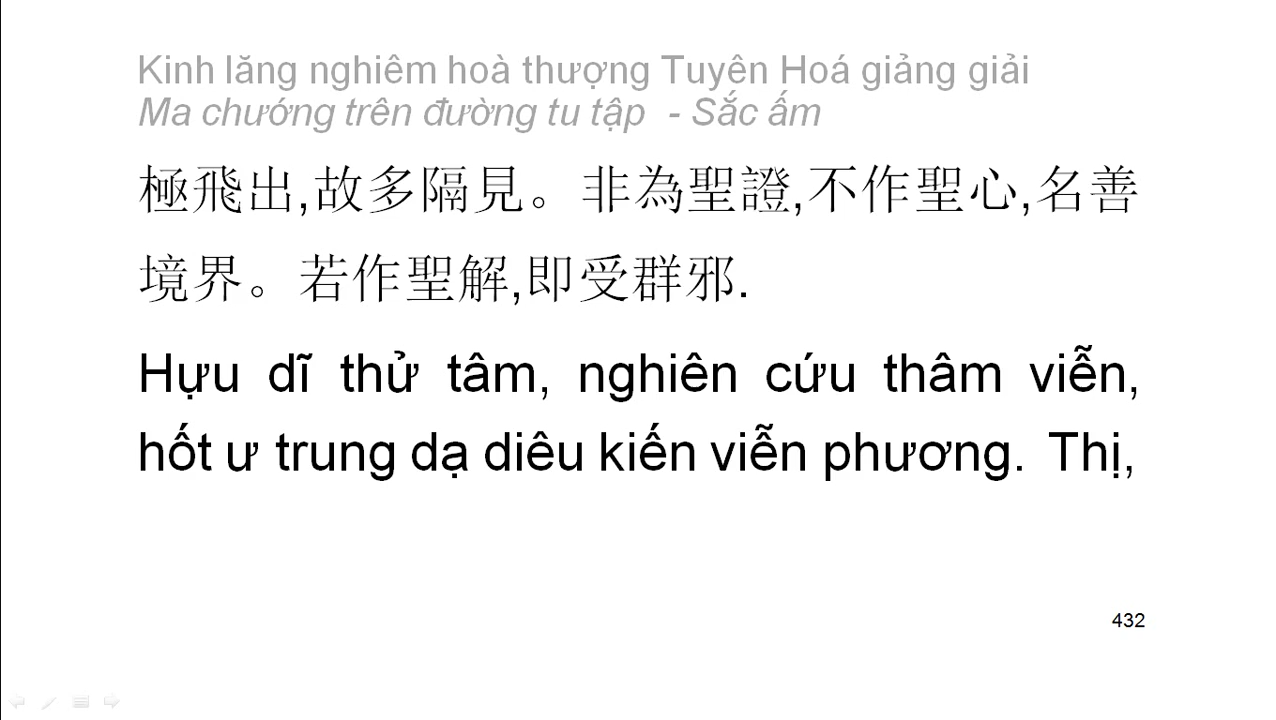 Kinh lăng nghiêm hoà thượng Tuyên Hoá giảng giải
Ma chướng trên đường tu tập - Sắc ấm
極飛出,故多隔見。非為聖證,不作聖心,名善
境界。若作聖解,即受群邪.
Hựu dĩ thử tâm, nghiên cứu thâm viễn,
hốt ư trung dạ diêu kiến viễn phương. Thị,
432